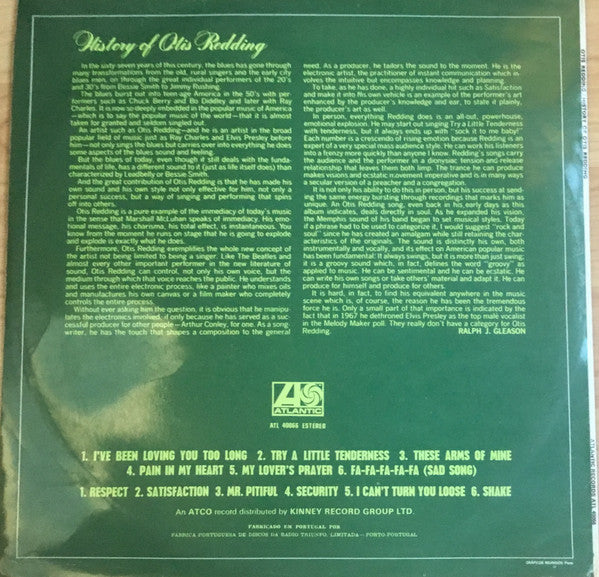 History of Otis Redding
In the sixty-seven years of this century, the blues has gone through
many transformations from the old, rural singers and the early city
blues men, on through the great individual performers of the 20's
and 30's from Bessie Smith to Jimmy Rushing.
The blues burst out into teen-age America in the 50's with per-
formers such as Chuck Berry and Bo Diddley and later with Ray
Charles. It is now so deeply imbedded in the popular music of America
—which is to say the popular music of the world—that it is almost
taken for granted and seldom singled out.
An artist such as Otis Redding—and he is an artist in the broad
popular field of music just as Ray Charles and Elvis Presley before
him—not only sings the blues but carries over into everything he does
some aspects of the blues sound and feeling.
But the blues of today, even though it still deals with the funda-
mentals of life, has a different sound to it (just as life itself does) than
characterized by Leadbelly or Bessie Smith.
And the great contribution of Otis Redding is that he has made his
own sound and his own style not only effective for him, not only a
personal success, but a way of singing and performing that spins
off into others.
Otis Redding is a pure example of the immediacy of today's music
in the sense that Marshall McLuhan speaks of immediacy. His emo-
tional message, his charisma, his total effect, is instantaneous. You
know from the moment he runs on stage that he is going to explode
and explode is exactly what he does.
Furthermore, Otis Redding exemplifies the whole new concept of
the artist not being limited to being a singer. Like The Beatles and
almost every other important performer in the new literature of
sound, Otis Redding can control, not only his own voice, but the
medium through which that voice reaches the public. He understands
and uses the entire electronic process, like a painter who mixes oils
and manufactures his own canvas or a film maker who completely
controls the entire process.
Without ever asking him the question, it is obvious that he manipu-
lates the electronics involved, if only because he has served as a suc-
cessful producer for other people—Arthur Conley, for one. As a song-
writer, he has the touch that shapes a composition to the general
need. As a producer, he tailors the sound to the moment. He is the
electronic artist, the practitioner of instant communication which in-
volves the intuitive but encompasses knowledge and planning.
To take, as he has done, a highly individual hit such as Satisfaction
and make it into his own vehicle is an example of the performer's art
enhanced by the producer's knowledge and ear, to state it plainly,
the producer's art as well.
In person, everything Redding does is an all-out, powerhouse,
emotional explosion. He may start out singing Try a Little Tenderness
with tenderness, but it always ends up with "sock it to me baby!"
Each number is a crescendo of rising emotion because Redding is an
expert of a very special mass audience style. He can work his listeners
into a frenzy more quickly than anyone I know. Redding's songs carry
the audience and the performer in a dionysiac tension-and-release
relationship that leaves them both limp. The trance he can produce
makes visions and ecstatic movement imperative and in many ways is
a secular version of a preacher and a congregation.
It is not only his ability to do this in person, but his success at send-
ing the same energy bursting through recordings that marks him as
unique. An Otis Redding song, even back in his early days as this
album indicates, deals directly in soul. As he expanded his vision,
the Memphis sound of his band began to set musical styles. Today
if a phrase had to be used to categorize it, I would suggest "rock and
soul" since he has created an amalgam while still retaining the char-
acteristics of the originals. The sound is distinctly his own, both
instrumentally and vocally, and its effect on American popular music
has been fundamental. It always swings, but it is more than just swing;
it is a groovy sound which, in fact, defines the word "groovy" as
applied to music. He can be sentimental and he can be ecstatic. He
can write his own songs or take others' material and adapt it. He can
produce for himself and produce for others.
It is hard, in fact, to find his equivalent anywhere in the music
scene which is, of course, the reason he has been the tremendous
force he is. Only a small part of that importance is indicated by the
fact that in 1967 he dethroned Elvis Presley as the top male vocalist
in the Melody Maker poll. They really don't have a category for Otis
Redding.
RALPH J. GLEASON
ATLANTIC
ATL 40066 ESTEREO
1. I'VE BEEN LOVING YOU TOO LONG 2. TRY A LITTLE TENDERNESS 3. THESE ARMS OF MINE
4. PAIN IN MY HEART 5. MY LOVER'S PRAYER 6. FA-FA-FA-FA-FA (SAD SONG)
1. RESPECT 2. SATISFACTION 3. MR. PITIFUL 4. SECURITY 5. I CAN'T TURN YOU LOOSE 6. SHAKE
An ATCO record distributed by KINNEY RECORD GROUP LTD.
FABRICADO EM PORTUGAL POR
FABRICA PORTUGUESA DE DISCOS DA RADIO TRIUNFO, LIMITADA—PORTO-PORTUGAL
OTIS REDDING HISTORY OF OTIS REDDING
ATLANTIC RECORDS ATL 40066